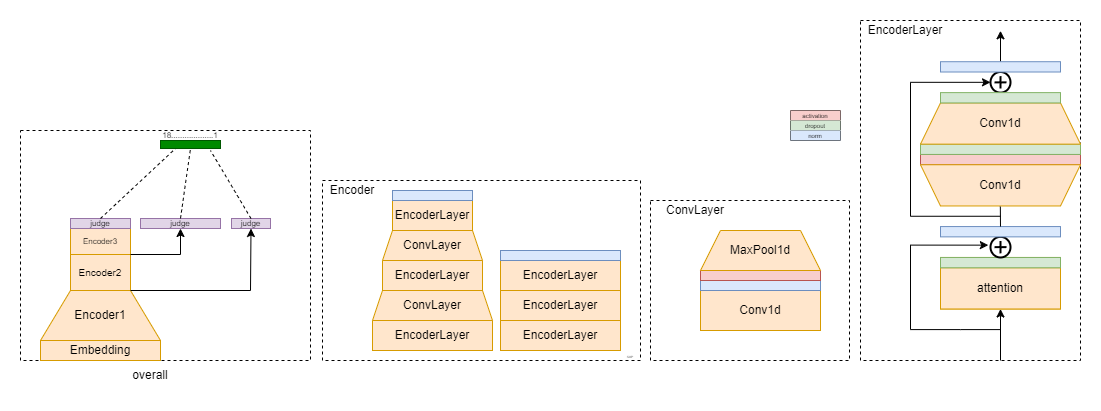 EncoderLayer
activation
dropout
norm
Conv1d
Conv1d
attention
18....................1
judge
judge
judge
Encoder3
Encoder2
Encoder1
Embedding
overall
Encoder
EncoderLayer
ConvLayer
EncoderLayer
ConvLayer
EncoderLayer
EncoderLayer
EncoderLayer
EncoderLayer
ConvLayer
MaxPool1d
Conv1d